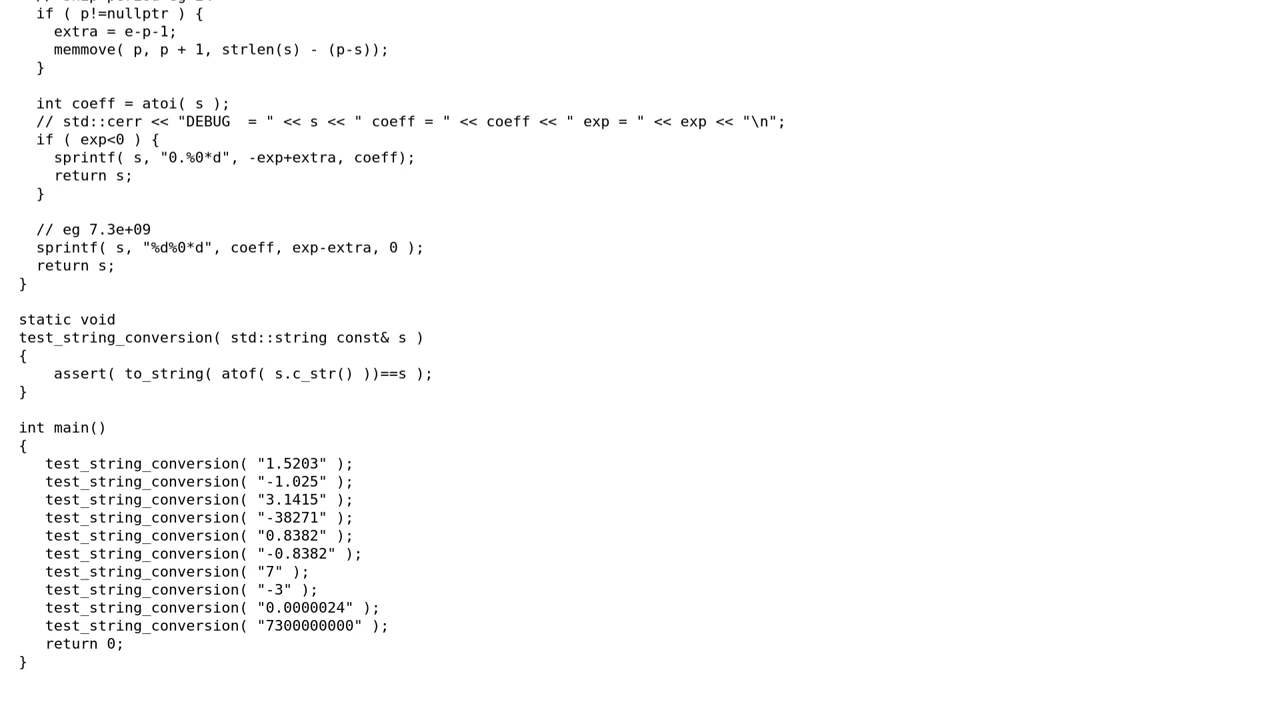 if ( p!=nullptr ) {
    extra = e-p-1;
    memmove( p, p + 1, strlen(s) - (p-s));
  }
  int coeff = atoi( s );
  // std::cerr << "DEBUG  = " << s << " coeff = " << coeff << " exp = " << exp << "\n";
  if ( exp<0 ) {
    sprintf( s, "0.%0*d", -exp+extra, coeff);
    return s;
  }
  // eg 7.3e+09
  sprintf( s, "%d%0*d", coeff, exp-extra, 0 );
  return s;
}
static void
test_string_conversion( std::string const& s )
{
    assert( to_string( atof( s.c_str() ))==s );
}
int main()
{
   test_string_conversion( "1.5203" );
   test_string_conversion( "-1.025" );
   test_string_conversion( "3.1415" );
   test_string_conversion( "-38271" );
   test_string_conversion( "0.8382" );
   test_string_conversion( "-0.8382" );
   test_string_conversion( "7" );
   test_string_conversion( "-3" );
   test_string_conversion( "0.0000024" );
   test_string_conversion( "7300000000" );
   return 0;
}